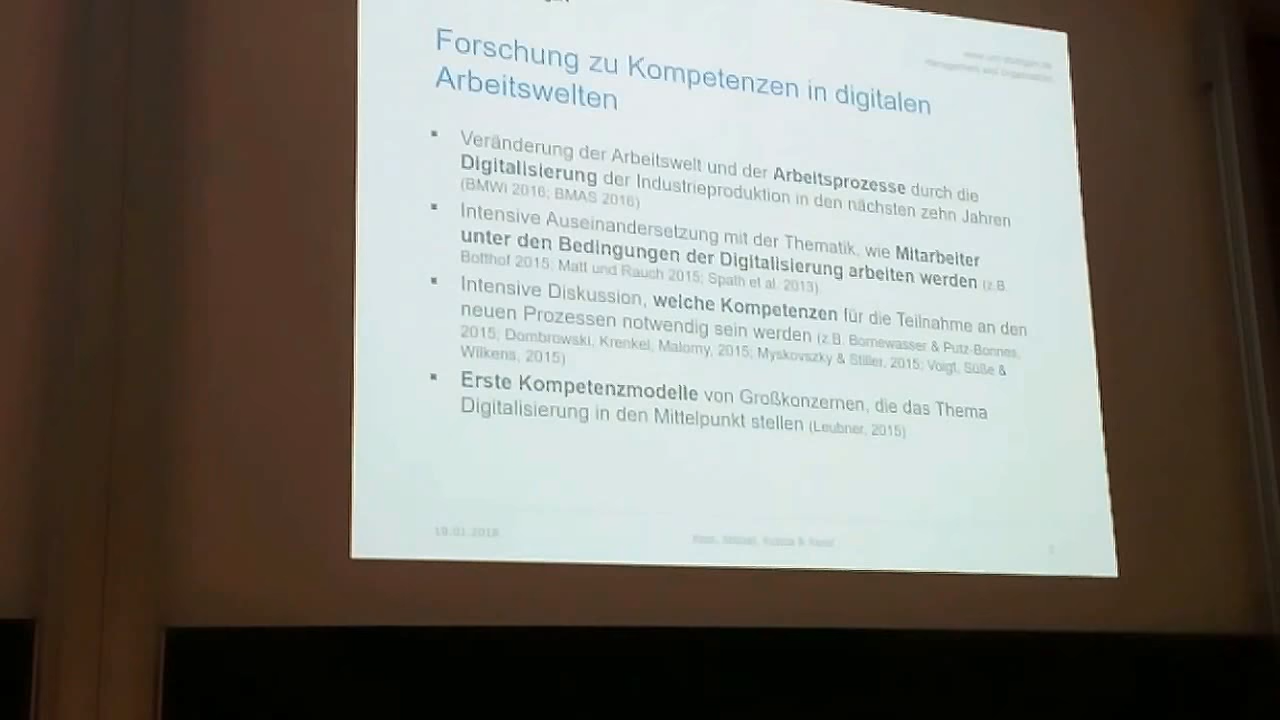 Forschung zu Kompetenzen in digitalen
Arbeitswelten
▪ Veränderung der Arbeitswelt und der Arbeitsprozesse durch die
Digitalisierung der Industrieproduktion in den nächsten zehn Jahren
(BMWi 2016; BMAS 2016)
▪ Intensive Auseinandersetzung mit der Thematik, wie Mitarbeiter
unter den Bedingungen der Digitalisierung arbeiten werden (z.B.
Botthof 2015; Matt und Rauch 2015; Spath et al. 2013)
▪ Intensive Diskussion, welche Kompetenzen für die Teilnahme an den
neuen Prozessen notwendig sein werden (z.B. Bornewasser & Putz-Bonnes,
2015; Dombrowski, Krenkel, Malorny, 2015; Myskovszky & Stiller, 2015; Voigt, Süße &
Wilkens, 2015)
▪ Erste Kompetenzmodelle von Großkonzernen, die das Thema
Digitalisierung in den Mittelpunkt stellen (Leubner, 2015)
19.01.2018